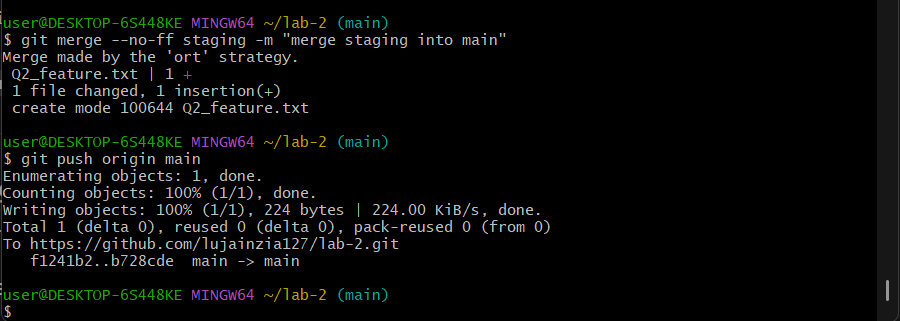 user@DESKTOP-6S448KE MINGW64 ~/lab-2 (main)
$ git merge --no-ff staging -m "merge staging into main"
Merge made by the 'ort' strategy.
 Q2_feature.txt | 1 +
 1 file changed, 1 insertion(+)
 create mode 100644 Q2_feature.txt

user@DESKTOP-6S448KE MINGW64 ~/lab-2 (main)
$ git push origin main
Enumerating objects: 1, done.
Counting objects: 100% (1/1), done.
Writing objects: 100% (1/1), 224 bytes | 224.00 KiB/s, done.
Total 1 (delta 0), reused 0 (delta 0), pack-reused 0 (from 0)
To https://github.com/lujainzia127/lab-2.git
   f1241b2..b728cde  main -> main

user@DESKTOP-6S448KE MINGW64 ~/lab-2 (main)
$